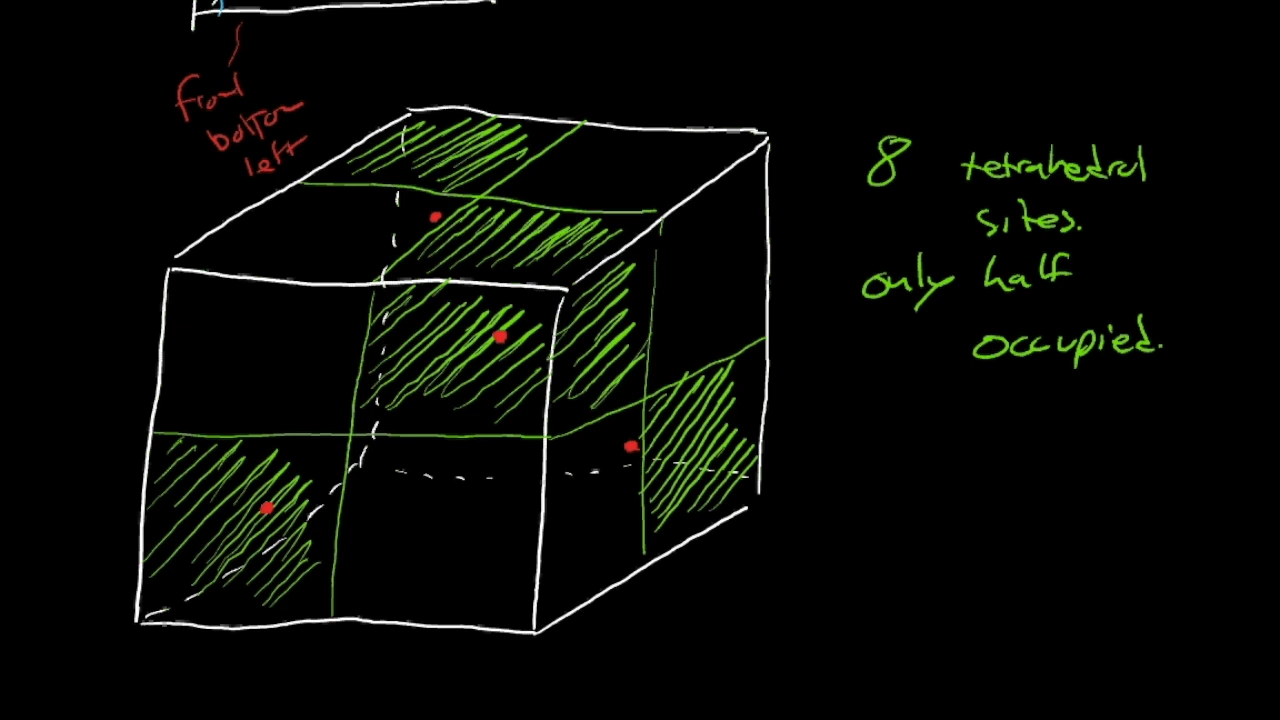 front
bottom
left
8 tetrahedral
sites.
only half
occupied.